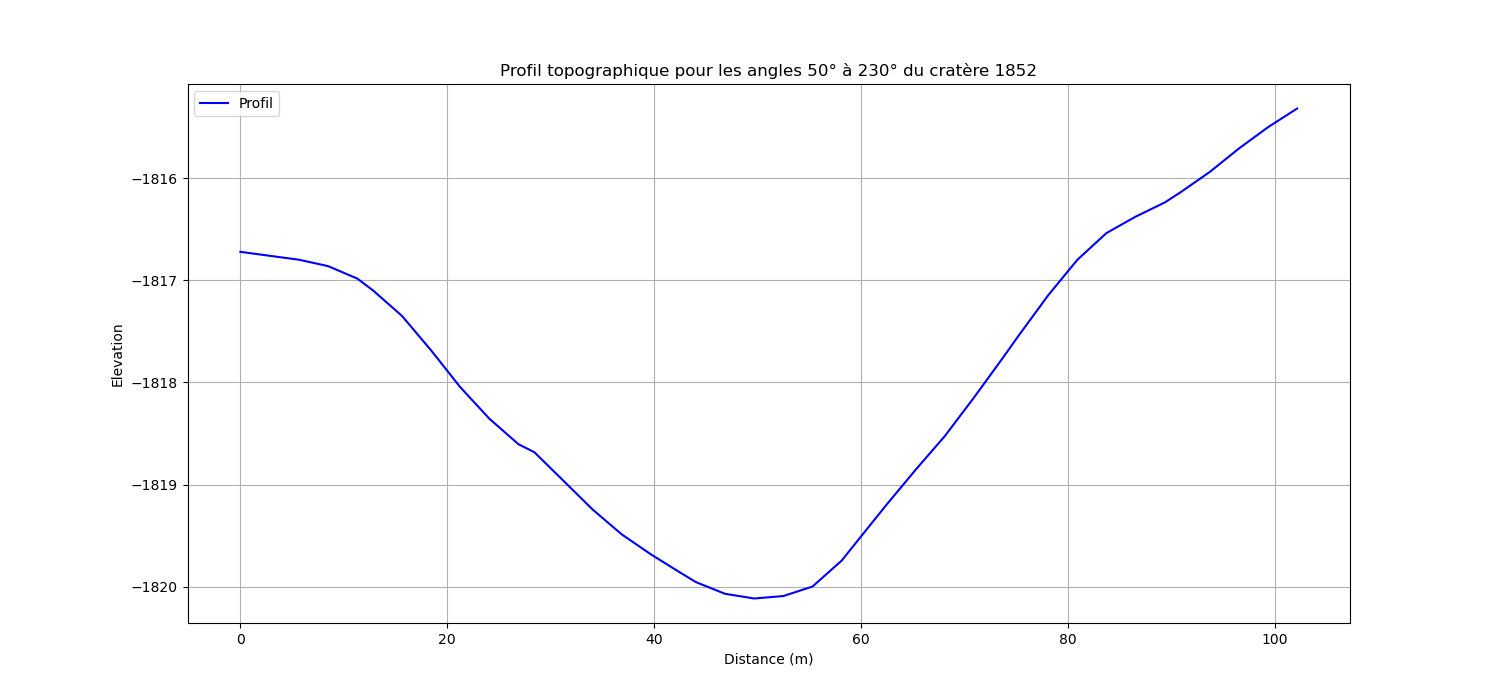 Profil topographique pour les angles 50° à 230° du cratère 1852
Profil
Elevation
−1816
−1817
−1818
−1819
−1820
0 20 40 60 80 100
Distance (m)